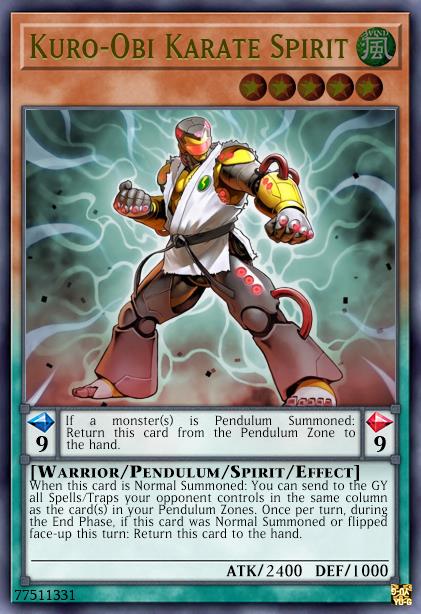 KURO-OBI KARATE SPIRIT
WIND
風
If a monster(s) is Pendulum Summoned:
Return this card from the Pendulum Zone to
the hand.
9
9
[WARRIOR/PENDULUM/SPIRIT/EFFECT]
When this card is Normal Summoned: You can send to the GY
all Spells/Traps your opponent controls in the same column
as the card(s) in your Pendulum Zones. Once per turn, during
the End Phase, if this card was Normal Summoned or flipped
face-up this turn: Return this card to the hand.
ATK/2400 DEF/1000
77511331